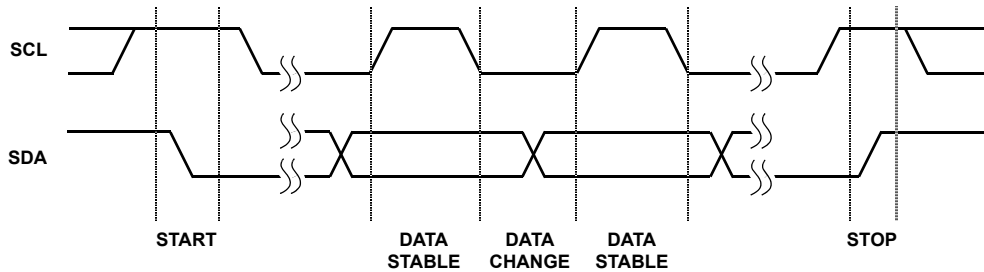 SCL
SDA
START
DATA
STABLE
DATA
CHANGE
DATA
STABLE
STOP